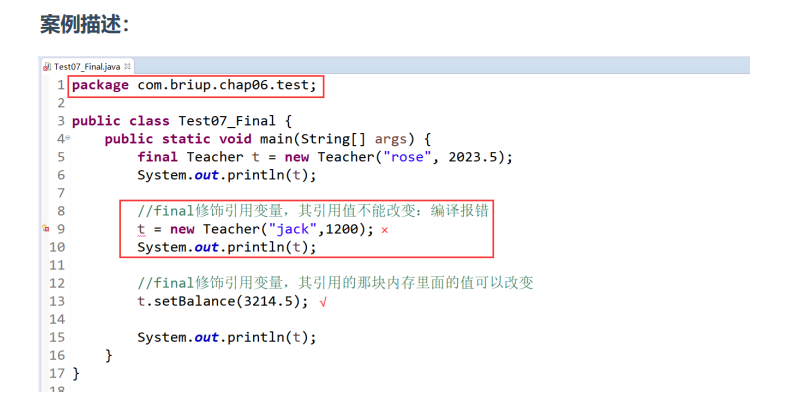 案例描述：
Test07_Final.java
1 package com.briup.chap06.test;
2
3 public class Test07_Final {
4 public static void main(String[] args) {
5 final Teacher t = new Teacher("rose", 2023.5);
6 System.out.println(t);
7
8 //final修饰引用变量，其引用值不能改变：编译报错
9 t = new Teacher("jack",1200); ×
10 System.out.println(t);
11
12 //final修饰引用变量，其引用的那块内存里面的值可以改变
13 t.setBalance(3214.5); √
14
15 System.out.println(t);
16 }
17 }
18